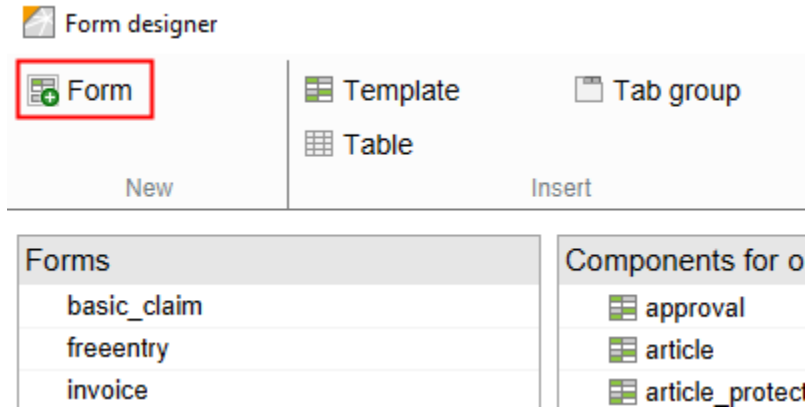 Form designer
Form
Template
Tab group
Table
New
Insert
Forms
basic_claim
freeentry
invoice
Components for o
approval
article
article_protect